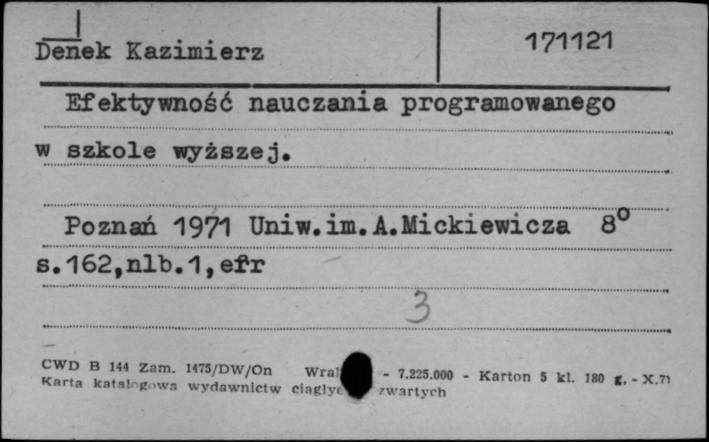 Denek Kazimierz 171121
Efektywność nauczania programowanego
w szkole wyższej.
Poznań 1971 Uniw.im.A.Mickiewicza 8°
s.162,nlb.1,efr
3
CWD B 144 Zam. 1475/DW/On - 7.225.000 - Karton 5 kl. 180 g. - X.71
Karta katalogowa wydawnictw zwartych